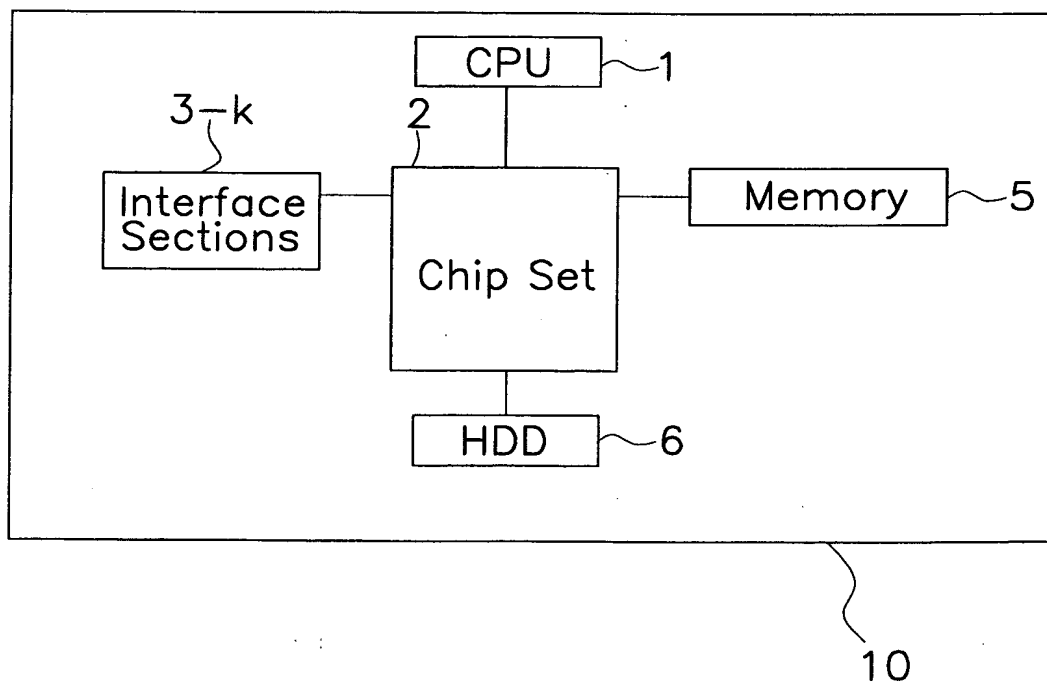 CPU
1
3-k
2
Interface
Sections
Memory
5
Chip Set
HDD
6
10